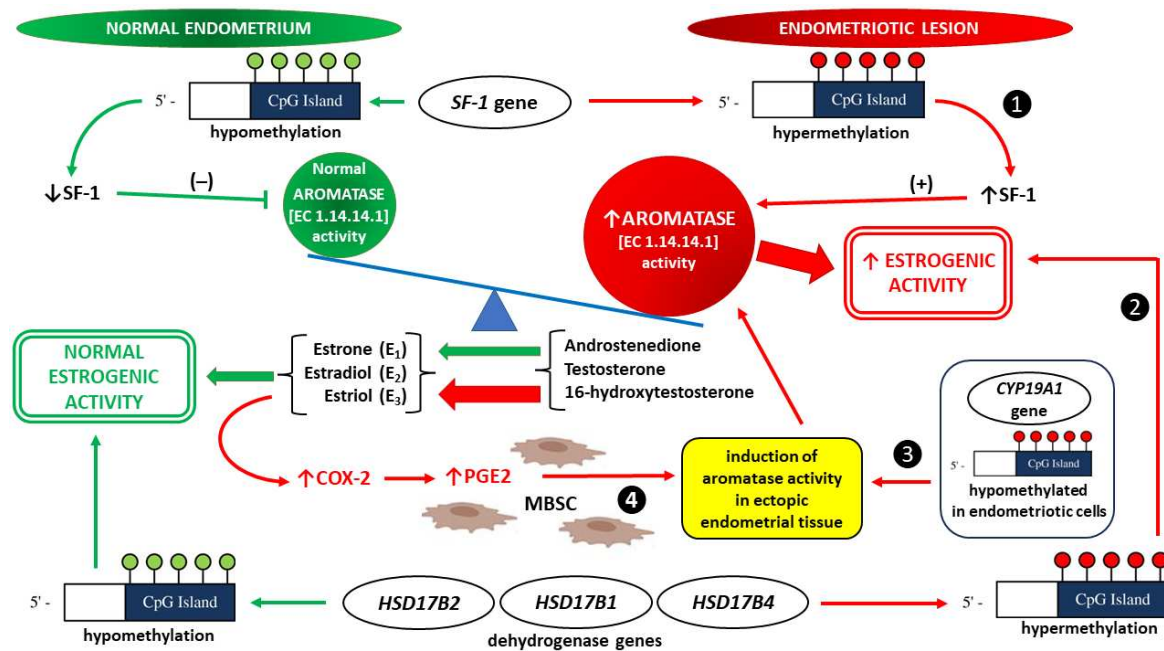 NORMAL ENDOMETRIUM
ENDOMETRIOTIC LESION
5' -
CpG Island
hypomethylation
SF-1 gene
5' -
CpG Island
hypermethylation
1
↓SF-1
(–)
Normal
AROMATASE
[EC 1.14.14.1]
activity
↑AROMATASE
[EC 1.14.14.1]
activity
(+)
↑SF-1
↑ ESTROGENIC
ACTIVITY
2
NORMAL
ESTROGENIC
ACTIVITY
Estrone (E1)
Estradiol (E2)
Estriol (E3)
Androstenedione
Testosterone
16-hydroxytestosterone
CYP19A1
gene
5' -
CpG Island
hypomethylated
in endometriotic cells
3
induction of
aromatase activity
in ectopic
endometrial tissue
↑COX-2
↑PGE2
MBSC
4
5' -
CpG Island
hypomethylation
HSD17B2
HSD17B1
HSD17B4
dehydrogenase genes
5' -
CpG Island
hypermethylation